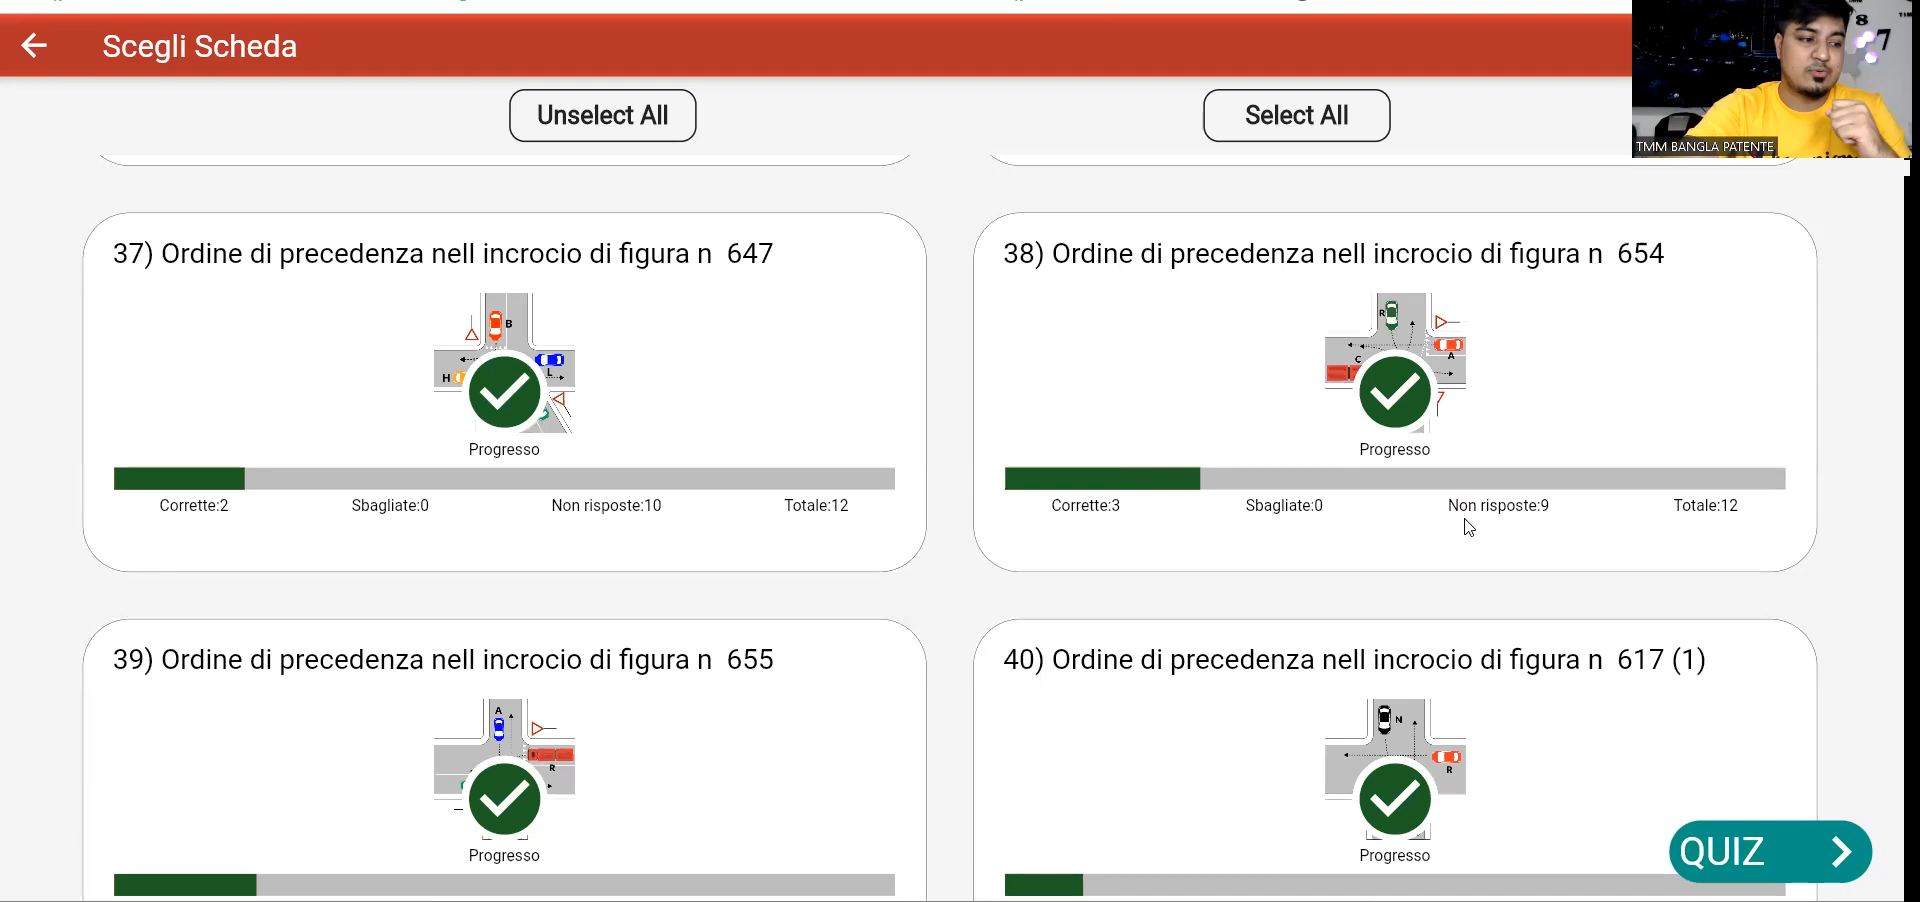 Scegli Scheda
Unselect All
Select All
8
7
TMM BANGLA PATENTE
37) Ordine di precedenza nell incrocio di figura n 647
B
L
H
Progresso
Corrette:2 Sbagliate:0 Non risposte:10 Totale:12
38) Ordine di precedenza nell incrocio di figura n 654
R
A
C
Progresso
Corrette:3 Sbagliate:0 Non risposte:9 Totale:12
39) Ordine di precedenza nell incrocio di figura n 655
A
R
Progresso
40) Ordine di precedenza nell incrocio di figura n 617 (1)
N
R
Progresso
QUIZ